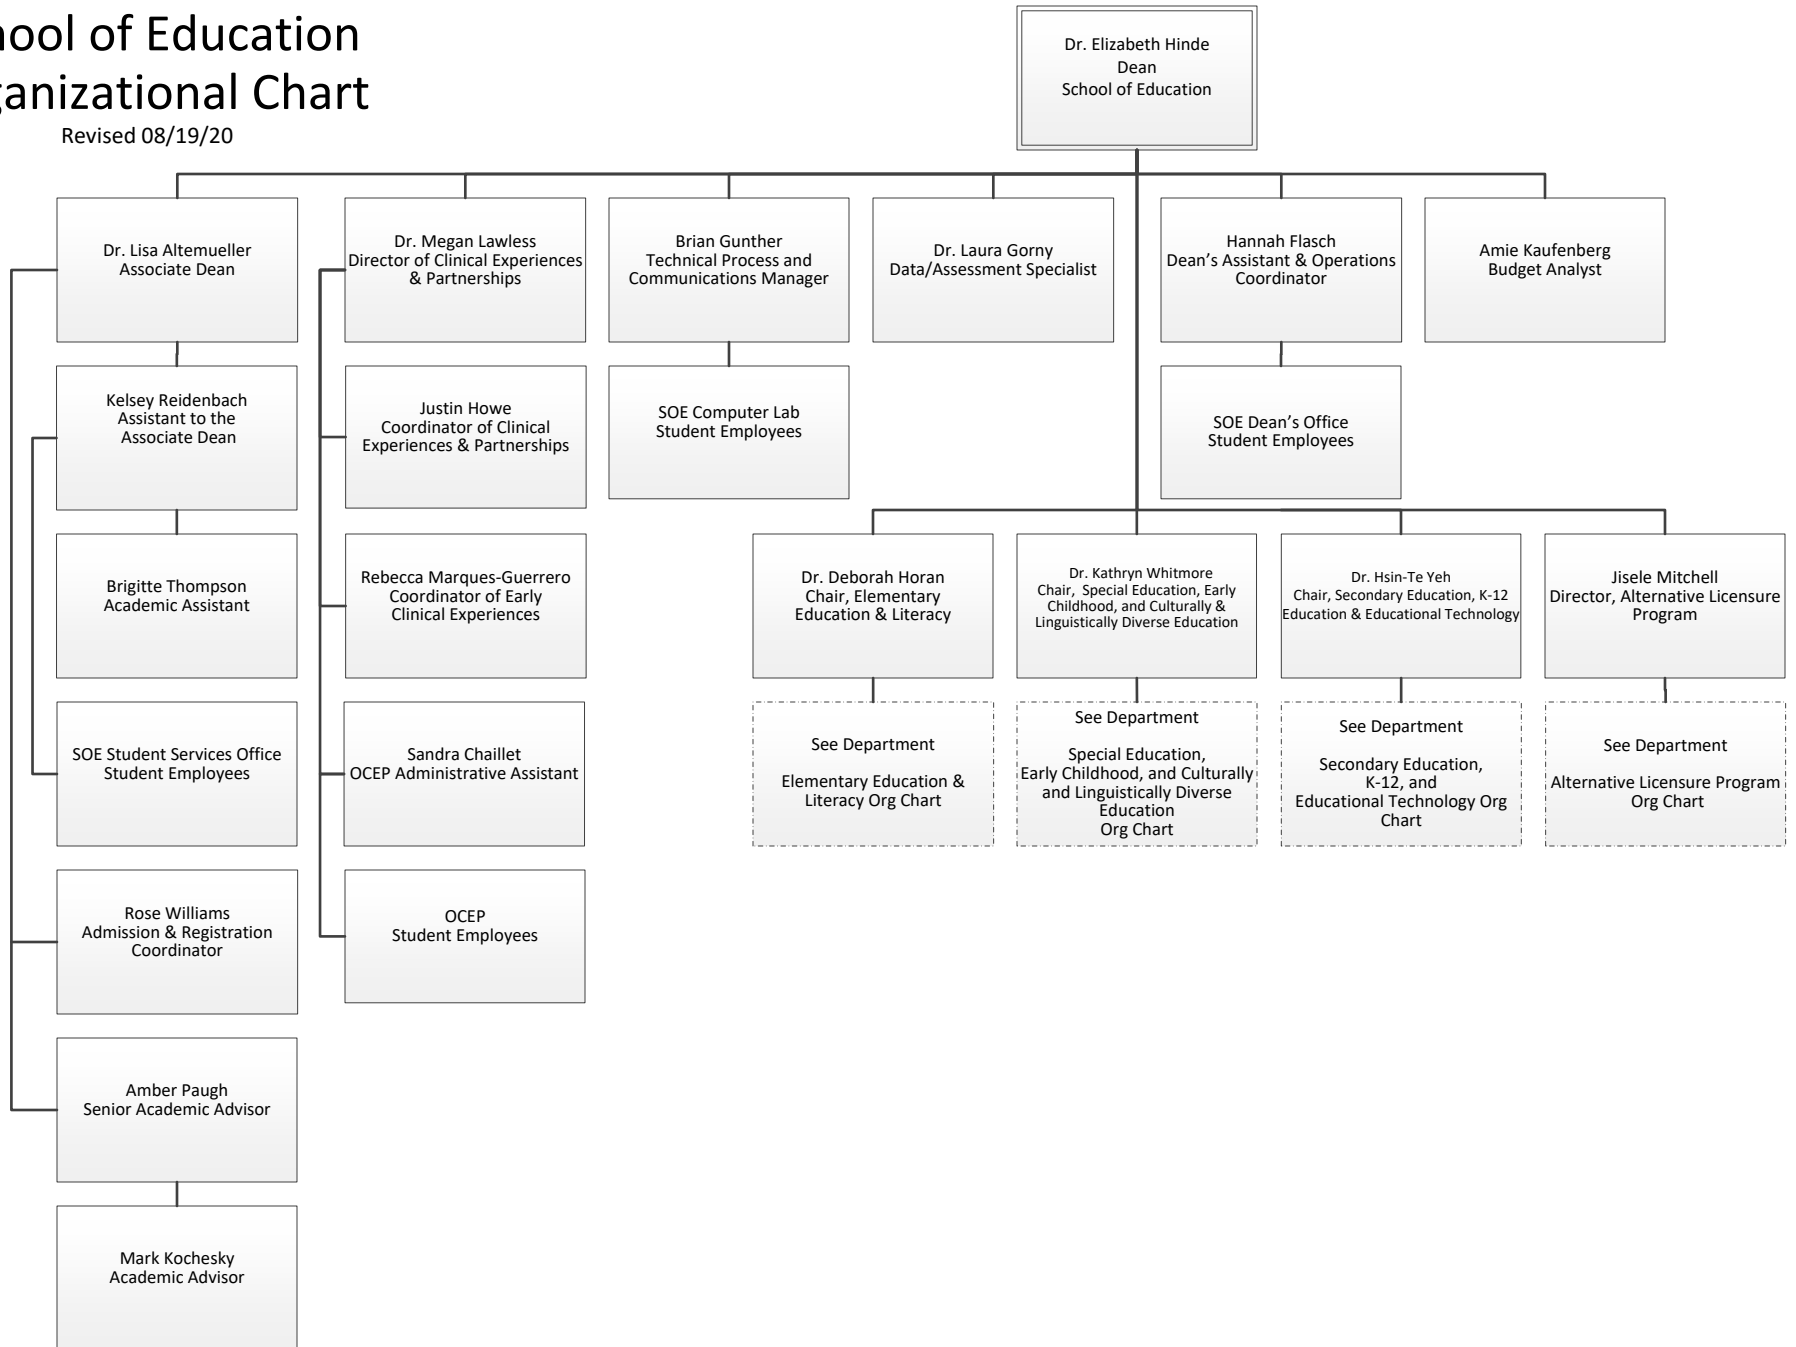 hool of Education
ganizational Chart
Revised 08/19/20
Dr. Elizabeth Hinde
Dean
School of Education
Dr. Lisa Altemueller
Associate Dean
Dr. Megan Lawless
Director of Clinical Experiences
& Partnerships
Brian Gunther
Technical Process and
Communications Manager
Dr. Laura Gorny
Data/Assessment Specialist
Hannah Flasch
Dean’s Assistant & Operations
Coordinator
Amie Kaufenberg
Budget Analyst
Kelsey Reidenbach
Assistant to the
Associate Dean
Justin Howe
Coordinator of Clinical
Experiences & Partnerships
SOE Computer Lab
Student Employees
SOE Dean’s Office
Student Employees
Brigitte Thompson
Academic Assistant
Rebecca Marques-Guerrero
Coordinator of Early
Clinical Experiences
Dr. Deborah Horan
Chair, Elementary
Education & Literacy
Dr. Kathryn Whitmore
Chair, Special Education, Early
Childhood, and Culturally &
Linguistically Diverse Education
Dr. Hsin-Te Yeh
Chair, Secondary Education, K-12
Education & Educational Technology
Jisele Mitchell
Director, Alternative Licensure
Program
SOE Student Services Office
Student Employees
Sandra Chaillet
OCEP Administrative Assistant
See Department
Elementary Education &
Literacy Org Chart
See Department
Special Education,
Early Childhood, and Culturally
and Linguistically Diverse
Education
Org Chart
See Department
Secondary Education,
K-12, and
Educational Technology Org
Chart
See Department
Alternative Licensure Program
Org Chart
Rose Williams
Admission & Registration
Coordinator
OCEP
Student Employees
Amber Paugh
Senior Academic Advisor
Mark Kochesky
Academic Advisor